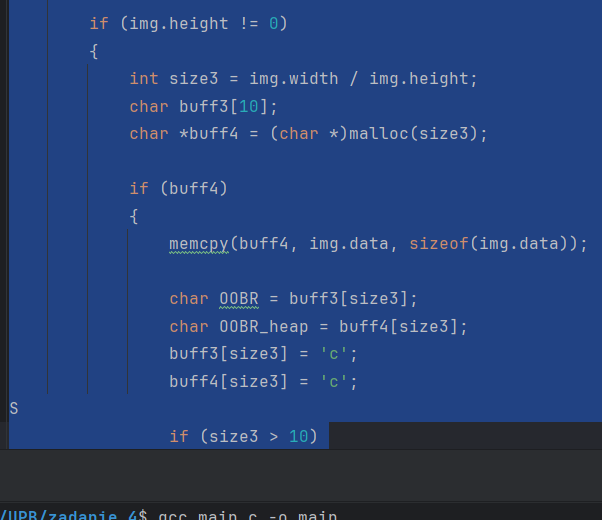 if (img.height != 0)
{
int size3 = img.width / img.height;
char buff3[10];
char *buff4 = (char *)malloc(size3);
if (buff4)
{
memcpy(buff4, img.data, sizeof(img.data));
char OOBR = buff3[size3];
char OOBR_heap = buff4[size3];
buff3[size3] = 'c';
buff4[size3] = 'c';
S
if (size3 > 10)
/UPB/zadanie_4$ gcc main.c -o main